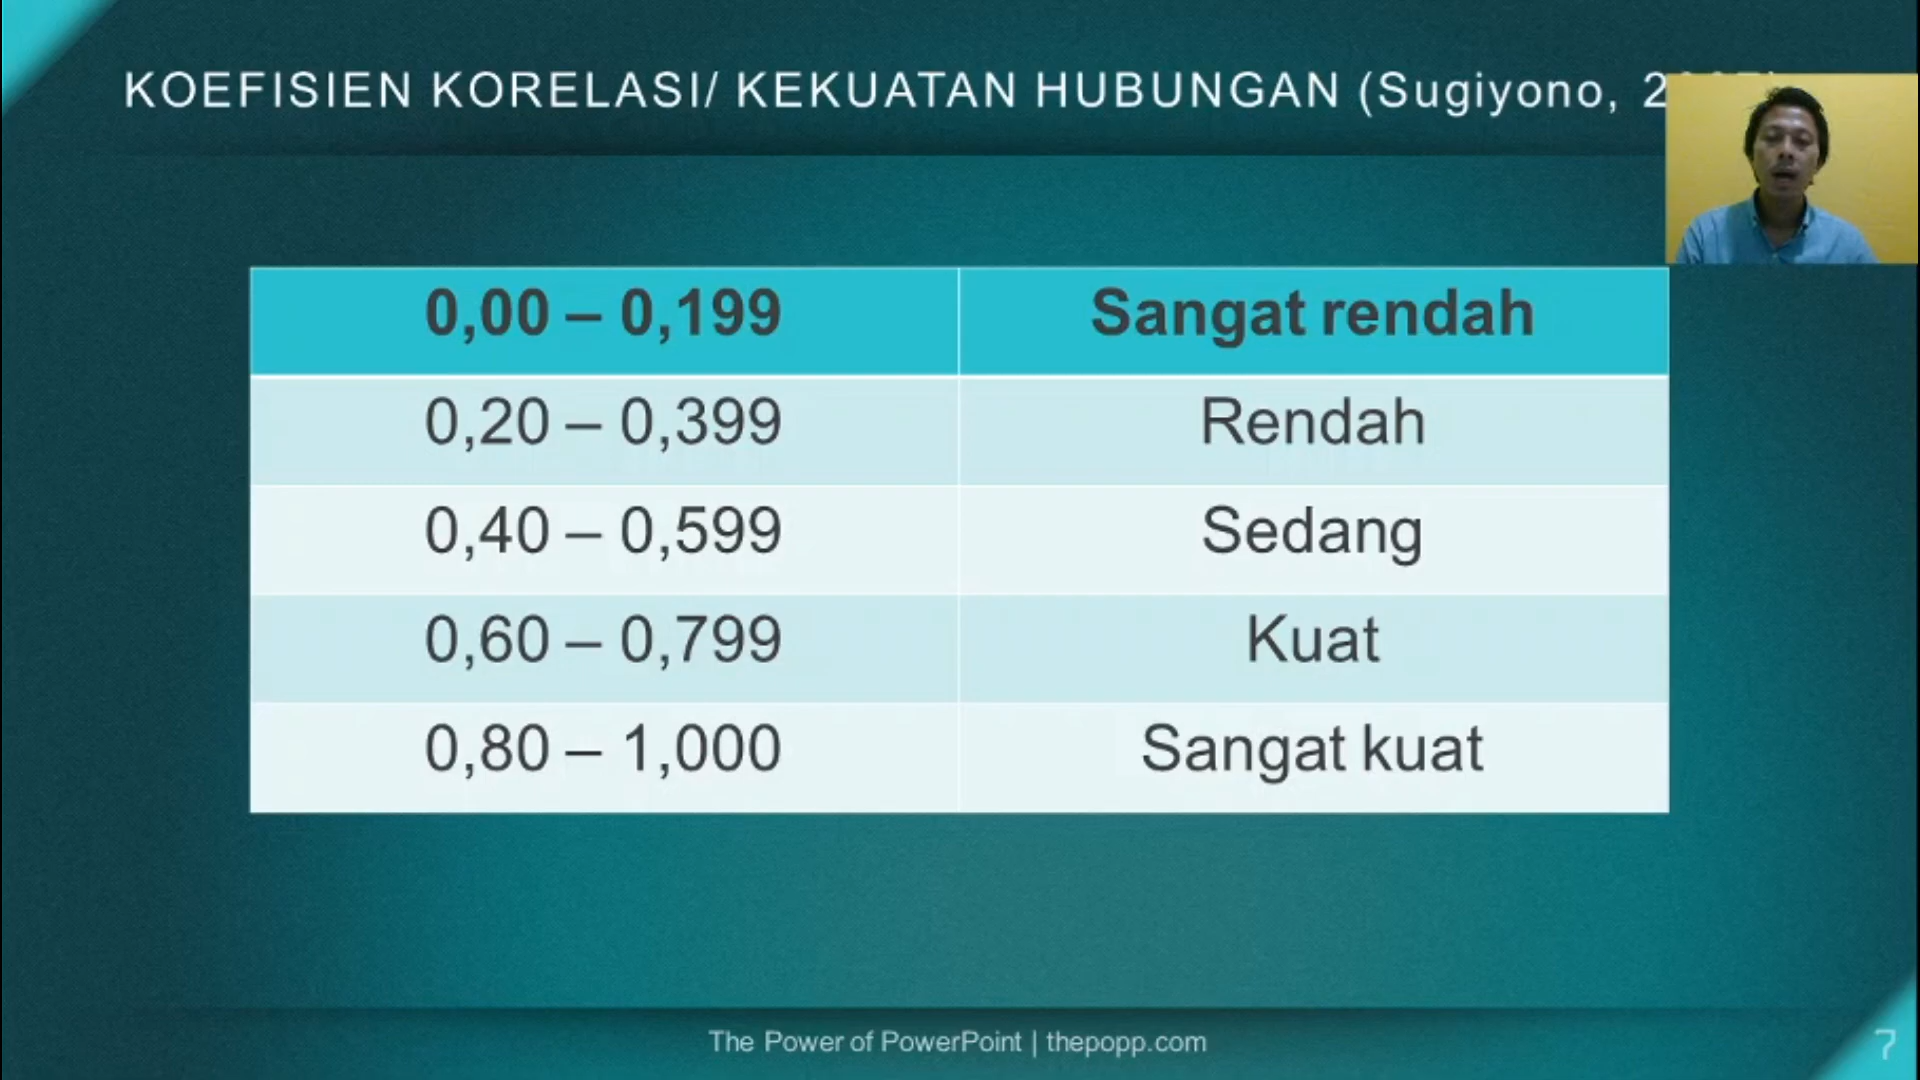 KOEFISIEN KORELASI/ KEKUATAN HUBUNGAN (Sugiyono,
0,00 – 0,199 Sangat rendah
0,20 – 0,399 Rendah
0,40 – 0,599 Sedang
0,60 – 0,799 Kuat
0,80 – 1,000 Sangat kuat
The Power of PowerPoint | thepopp.com
7